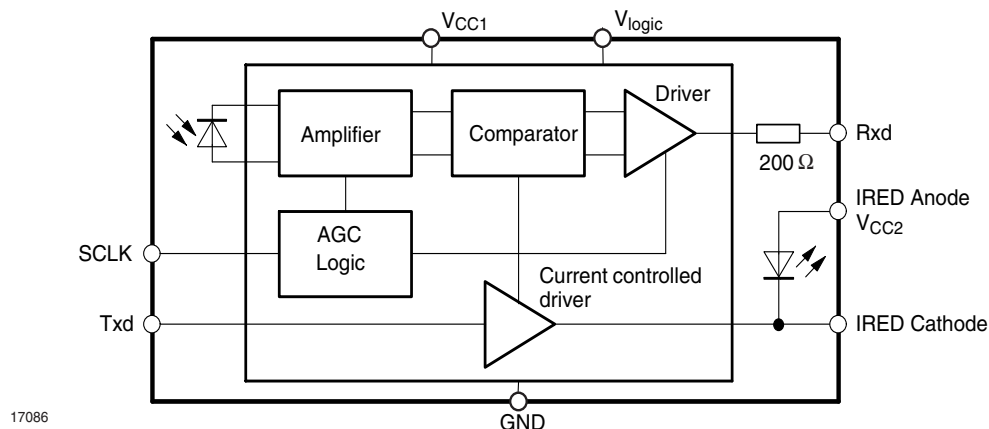 VCC1
Vlogic
Driver
Amplifier
Comparator
Rxd
200 Ω
IRED Anode
VCC2
SCLK
AGC
Logic
Current controlled
driver
Txd
IRED Cathode
GND
17086